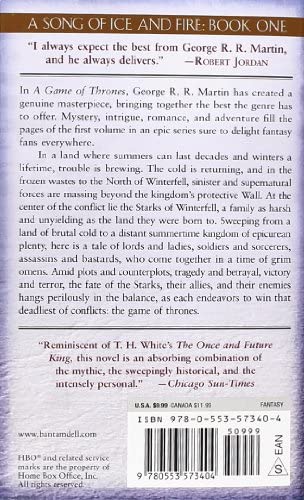 A SONG OF ICE AND FIRE: BOOK ONE
"I always expect the best from George R. R. Martin,
and he always delivers." —ROBERT JORDAN
In A Game of Thrones, George R. R. Martin has created a
genuine masterpiece, bringing together the best the genre has
to offer. Mystery, intrigue, romance, and adventure fill the
pages of the first volume in an epic series sure to delight fantasy
fans everywhere.
In a land where summers can last decades and winters a
lifetime, trouble is brewing. The cold is returning, and in the
frozen wastes to the North of Winterfell, sinister and supernatural
forces are massing beyond the kingdom's protective Wall. At
the center of the conflict lie the Starks of Winterfell, a family as harsh
and unyielding as the land they were born to. Sweeping from a
land of brutal cold to a distant summertime kingdom of epicurean
plenty, here is a tale of lords and ladies, soldiers and sorcerers,
assassins and bastards, who come together in a time of grim
omens. Amid plots and counterplots, tragedy and betrayal, victory
and terror, the fate of the Starks, their allies, and their enemies
hangs perilously in the balance, as each endeavors to win that
deadliest of conflicts: the game of thrones.
"Reminiscent of T. H. White's The Once and Future
King, this novel is an absorbing combination of
the mythic, the sweepingly historical, and the
intensely personal." —Chicago Sun-Times
U.S.A. $9.99 CANADA $11.99
FANTASY
ISBN 978-0-553-57340-4
50999
9 780553 573404
EAN
S
www.bantamdell.com
HBO® and related service
marks are the property of
Home Box Office, Inc.
All rights reserved.